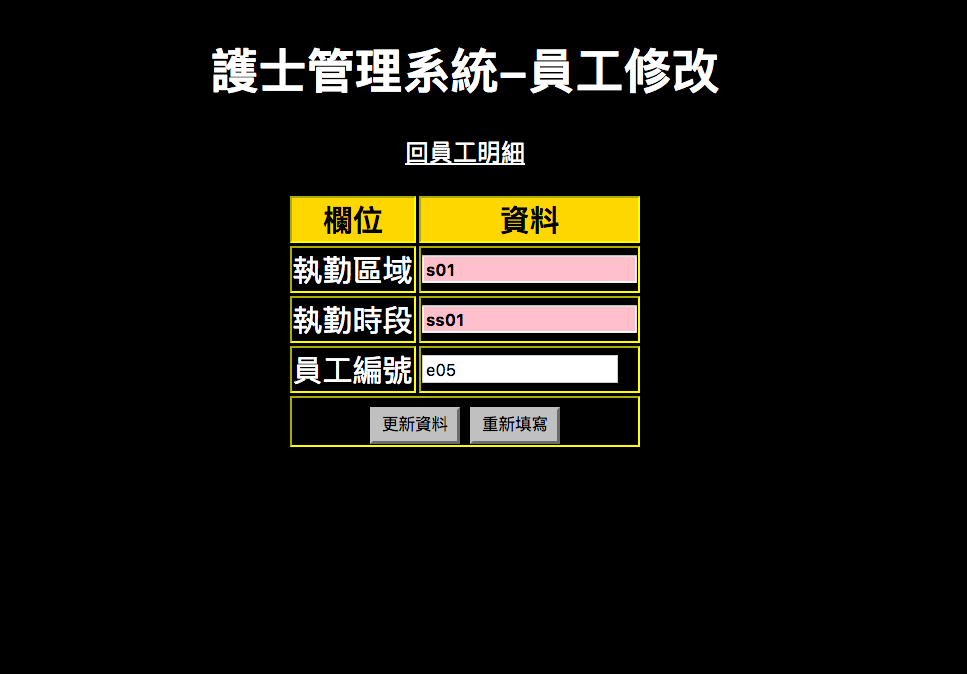 護士管理系統-員工修改
回員工明細
欄位 資料
執勤區域 s01
執勤時段 ss01
員工編號 e05
更新資料 重新填寫